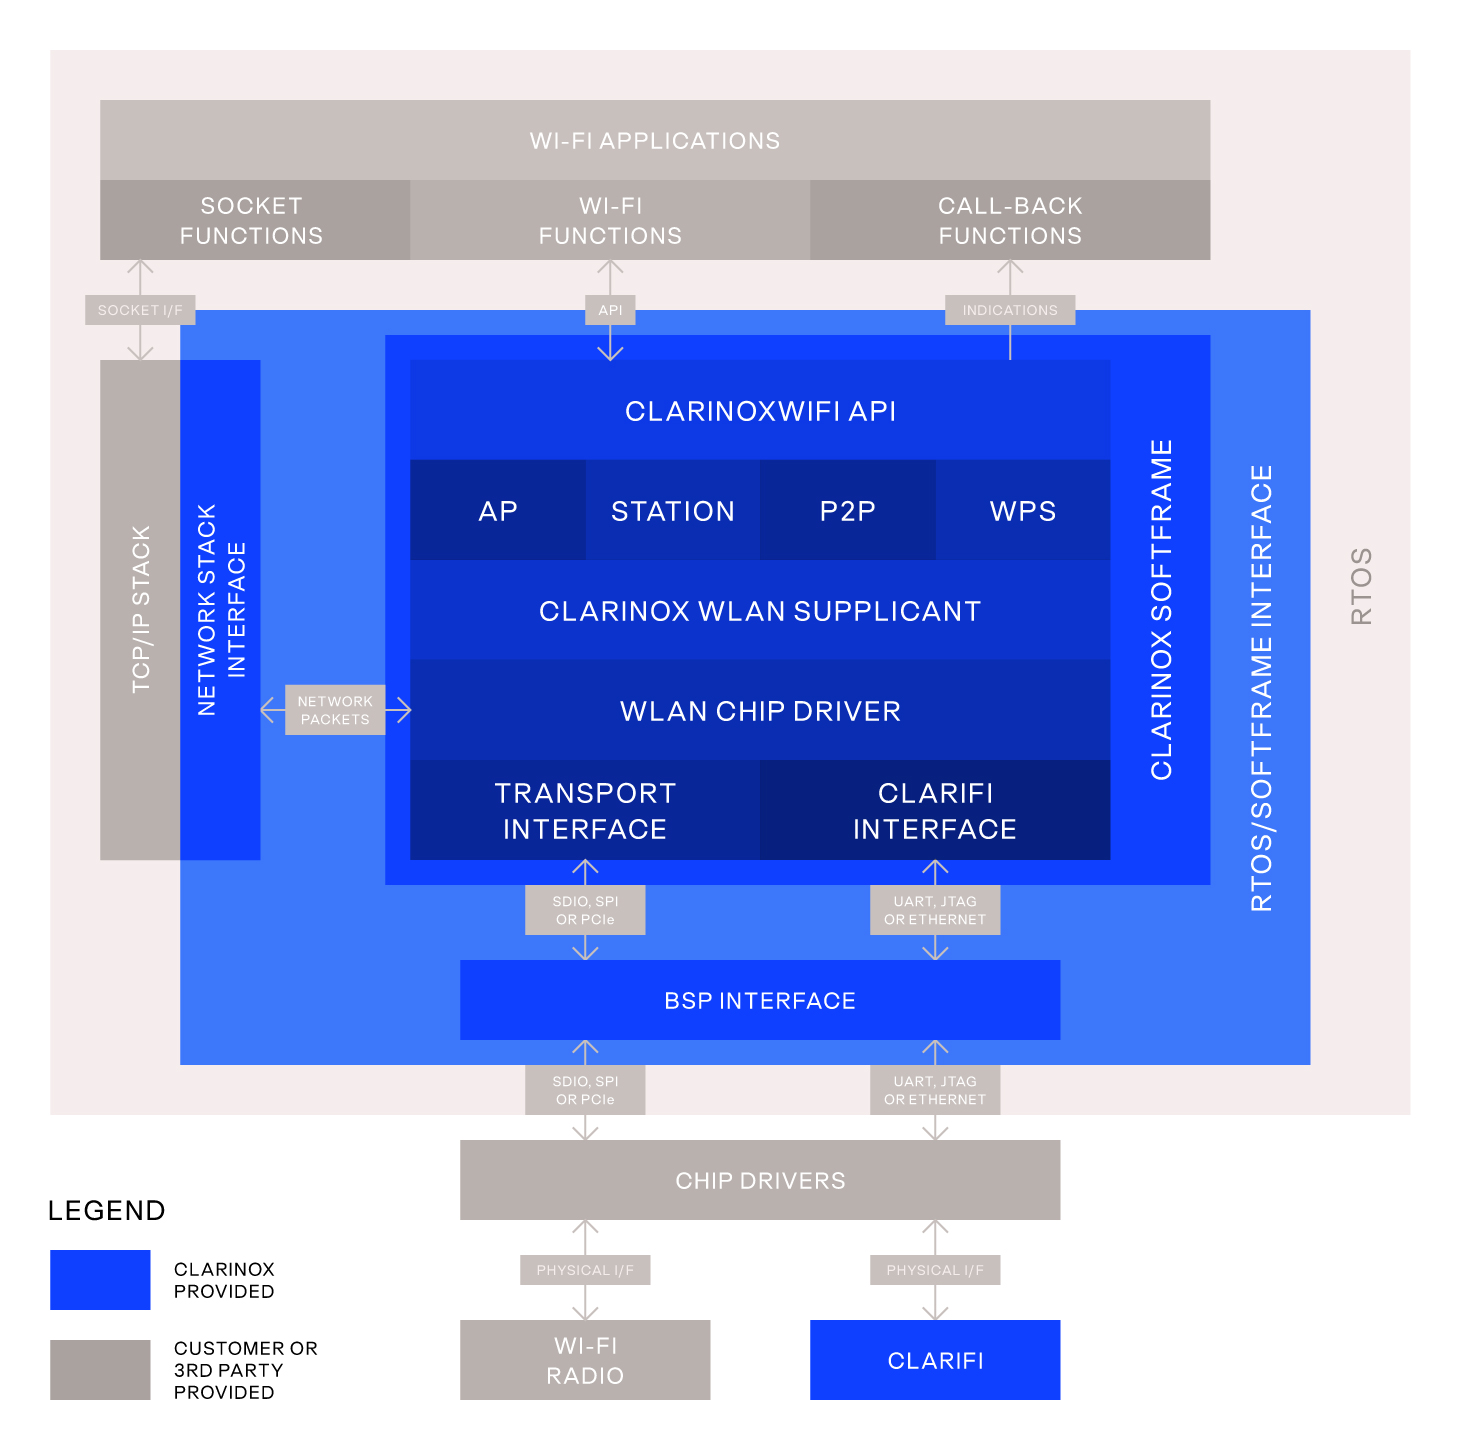 WI-FI APPLICATIONS
SOCKET
FUNCTIONS
WI-FI
FUNCTIONS
CALL-BACK
FUNCTIONS
SOCKET I/F
API
INDICATIONS
TCP/IP STACK
NETWORK STACK
INTERFACE
NETWORK
PACKETS
CLARINOXWIFI API
AP
STATION
P2P
WPS
CLARINOX WLAN SUPPLICANT
WLAN CHIP DRIVER
TRANSPORT
INTERFACE
CLARIFI
INTERFACE
CLARINOX SOFTFRAME
RTOS/SOFTFRAME INTERFACE
RTOS
SDIO, SPI
OR PCIe
UART, JTAG
OR ETHERNET
BSP INTERFACE
SDIO, SPI
OR PCIe
UART, JTAG
OR ETHERNET
CHIP DRIVERS
PHYSICAL I/F
PHYSICAL I/F
WI-FI
RADIO
CLARIFI
LEGEND
CLARINOX
PROVIDED
CUSTOMER OR
3RD PARTY
PROVIDED